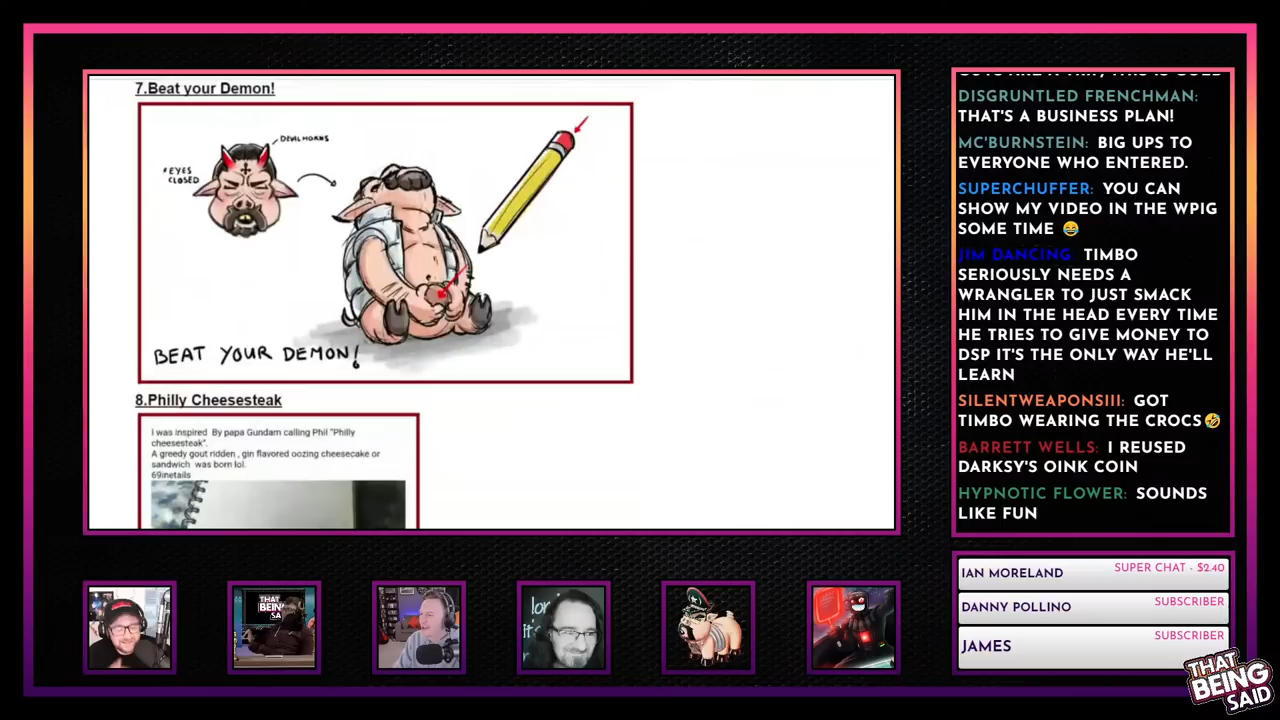 7.Beat your Demon!
DEVIL HORNS
*EYES
CLOSED
BEAT YOUR DEMON!
8.Philly Cheesesteak
I was inspired By papa Gundam calling Phil "Philly
cheesesteak".
A greedy gout ridden , gin flavored oozing cheesecake or
sandwich was born lol.
69inetails
DISGRUNTLED FRENCHMAN:
THAT'S A BUSINESS PLAN!
MC'BURNSTEIN: BIG UPS TO
EVERYONE WHO ENTERED.
SUPERCHUFFER: YOU CAN
SHOW MY VIDEO IN THE WPIG
SOME TIME 😂
JIM DANCING: TIMBO
SERIOUSLY NEEDS A
WRANGLER TO JUST SMACK
HIM IN THE HEAD EVERY TIME
HE TRIES TO GIVE MONEY TO
DSP IT'S THE ONLY WAY HE'LL
LEARN
SILENTWEAPONSIII: GOT
TIMBO WEARING THE CROCS🤣
BARRETT WELLS: I REUSED
DARKSY'S OINK COIN
HYPNOTIC FLOWER: SOUNDS
LIKE FUN
IAN MORELAND SUPER CHAT - $2.40
DANNY POLLINO SUBSCRIBER
JAMES SUBSCRIBER
THAT
BEING
SAID